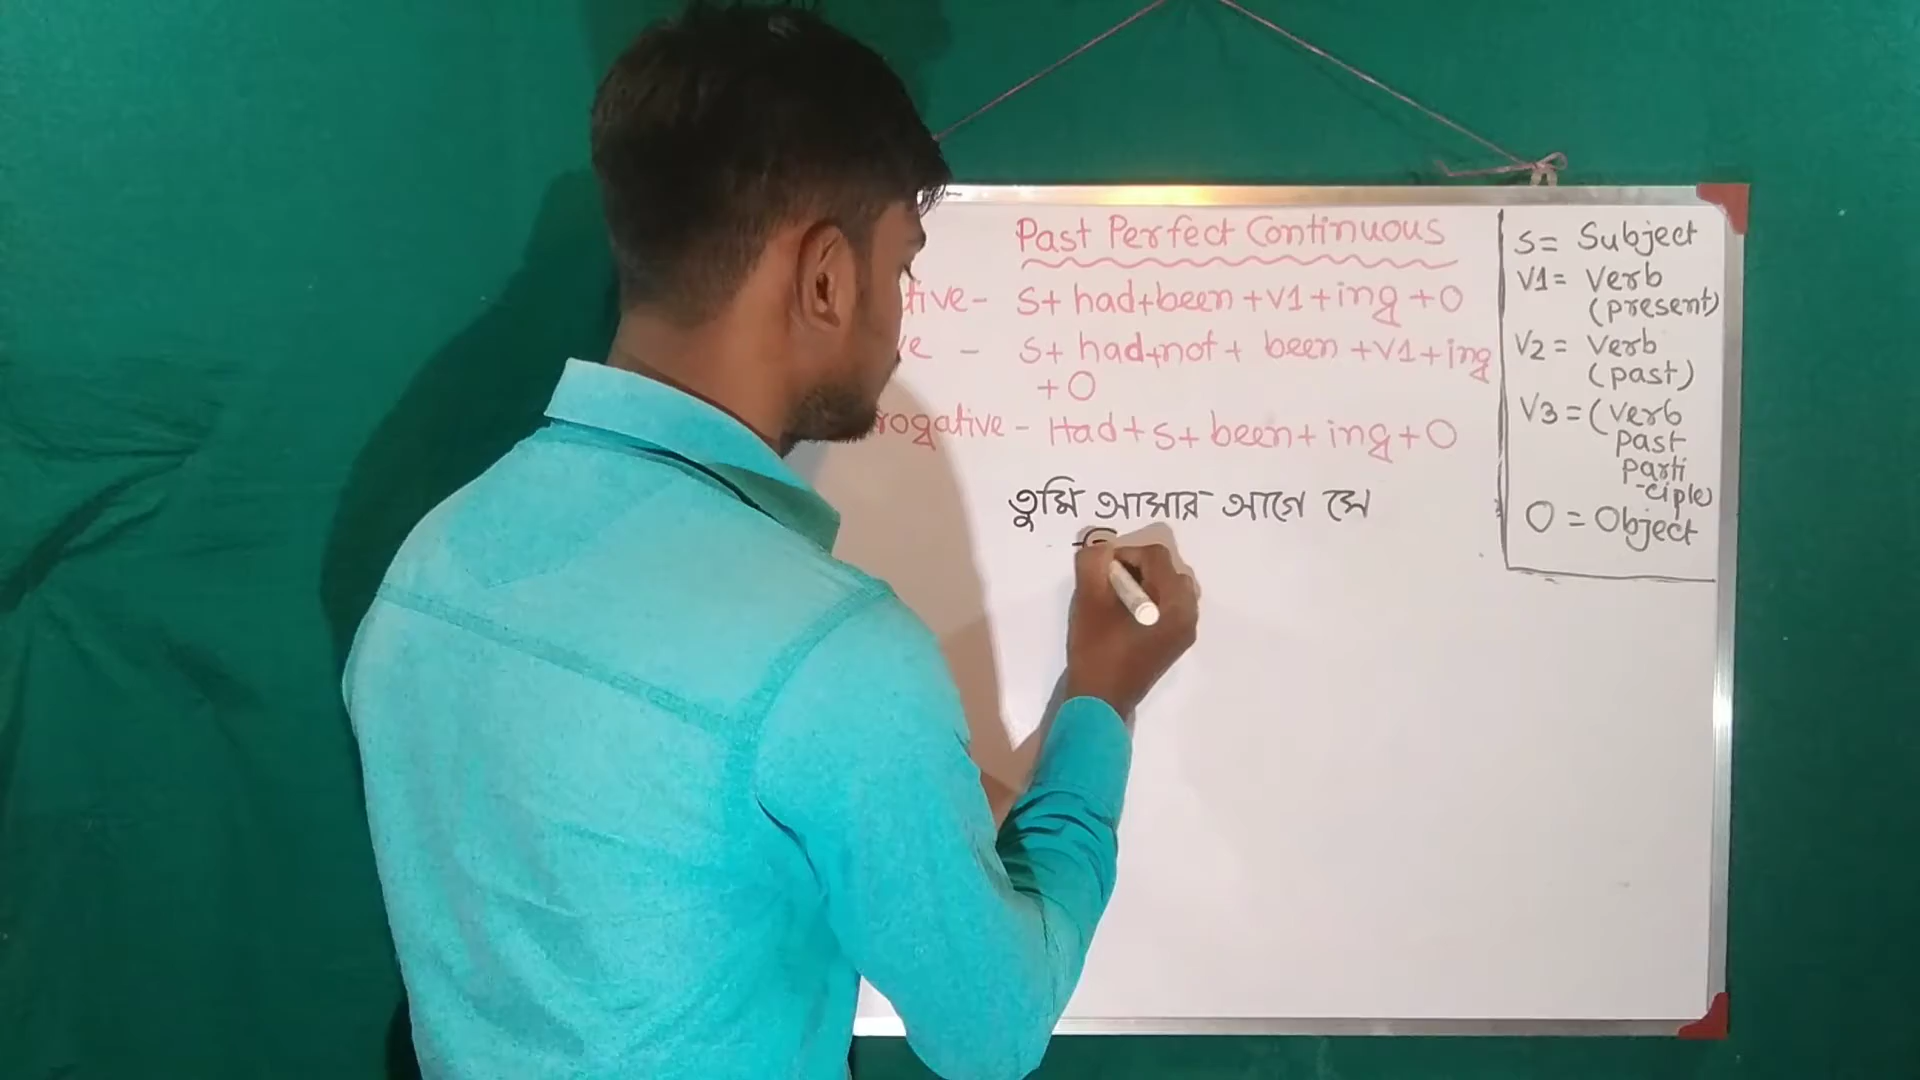 Past Perfect Continuous
tive- S+ had+been +V1+ing +O
ve - S+ had+not + been +V1+ing
+O
rogative - Had+S+been+ing+O
তুমি আসার আগে সে
S= Subject
V1= Verb
(present)
V2= Verb
(past)
V3=(verb
past
parti
-ciple)
O = Object